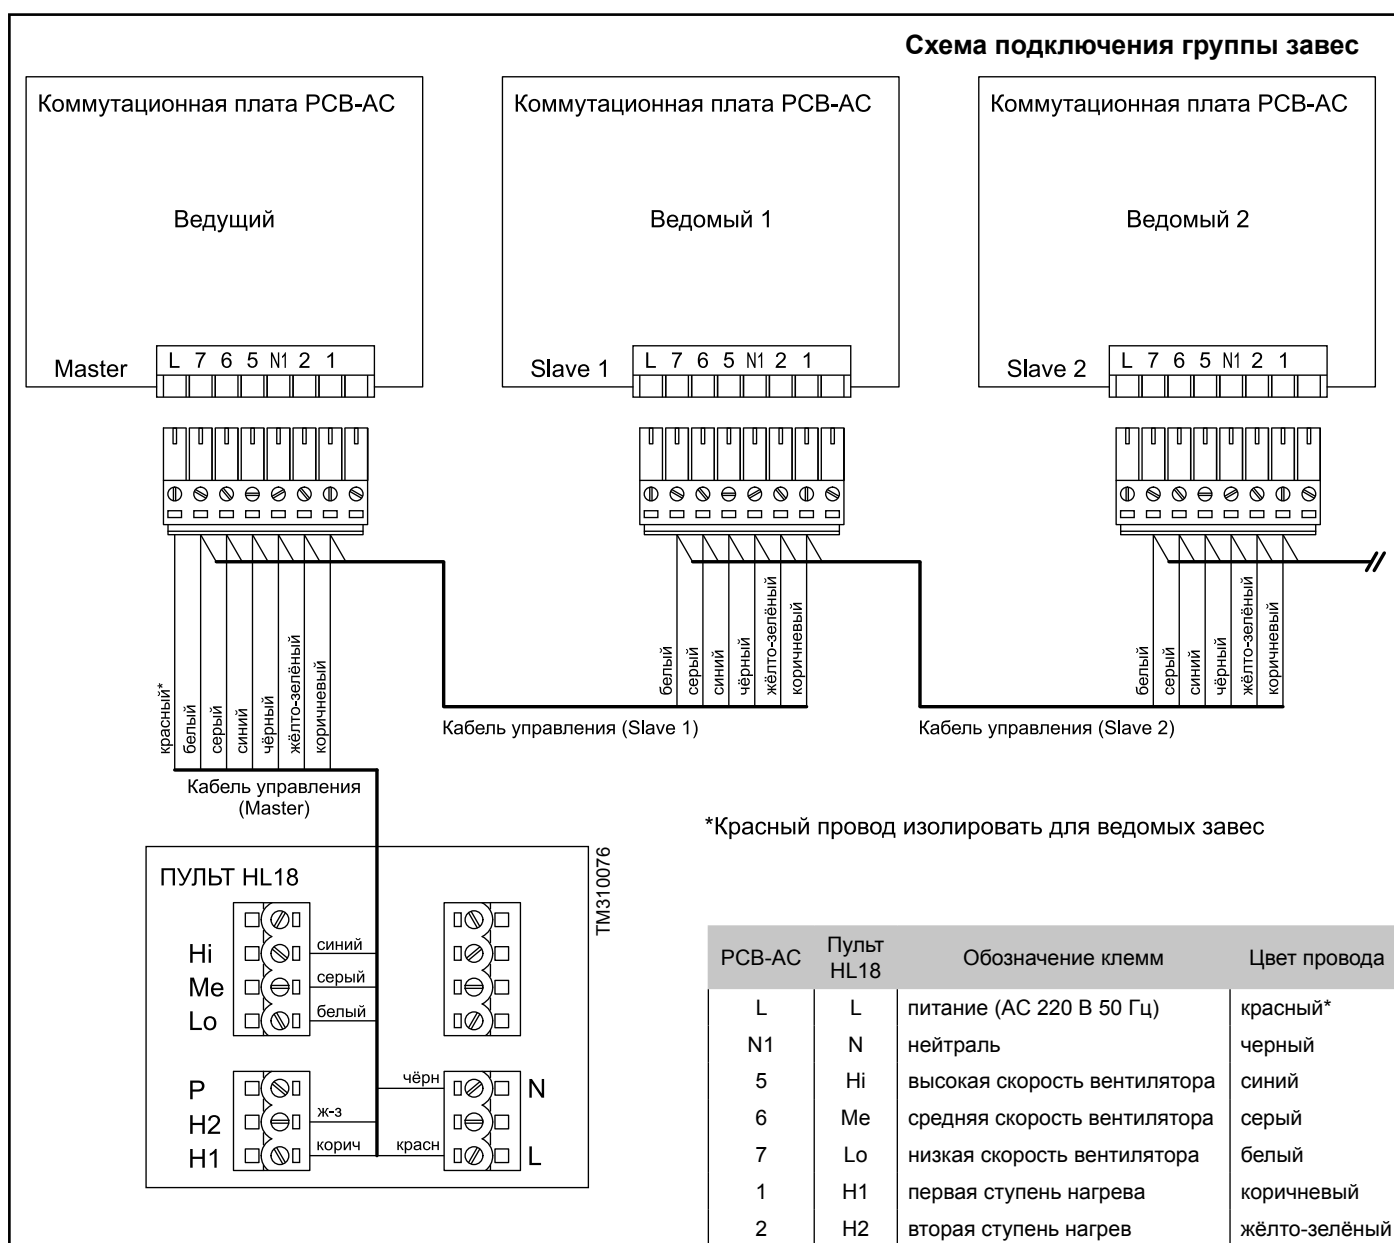 Схема подключения группы завес
Коммутационная плата PCB-AC
Ведущий
Master
L 7 6 5 N1 2 1
Коммутационная плата PCB-AC
Ведомый 1
Slave 1
L 7 6 5 N1 2 1
Коммутационная плата PCB-AC
Ведомый 2
Slave 2
L 7 6 5 N1 2 1
красный*
белый
серый
синий
чёрный
жёлто-зелёный
коричневый
Кабель управления
(Master)
белый
серый
синий
чёрный
жёлто-зелёный
коричневый
Кабель управления (Slave 1)
белый
серый
синий
чёрный
жёлто-зелёный
коричневый
Кабель управления (Slave 2)
*Красный провод изолировать для ведомых завес
ПУЛЬТ HL18
TM310076
Hi синий
Me серый
Lo белый
P чёрн N
H2 ж-з
H1 корич красн L
PCB-AC Пульт HL18 Обозначение клемм Цвет провода
L L питание (AC 220 В 50 Гц) красный*
N1 N нейтраль черный
5 Hi высокая скорость вентилятора синий
6 Me средняя скорость вентилятора серый
7 Lo низкая скорость вентилятора белый
1 H1 первая ступень нагрева коричневый
2 H2 вторая ступень нагрев жёлто-зелёный